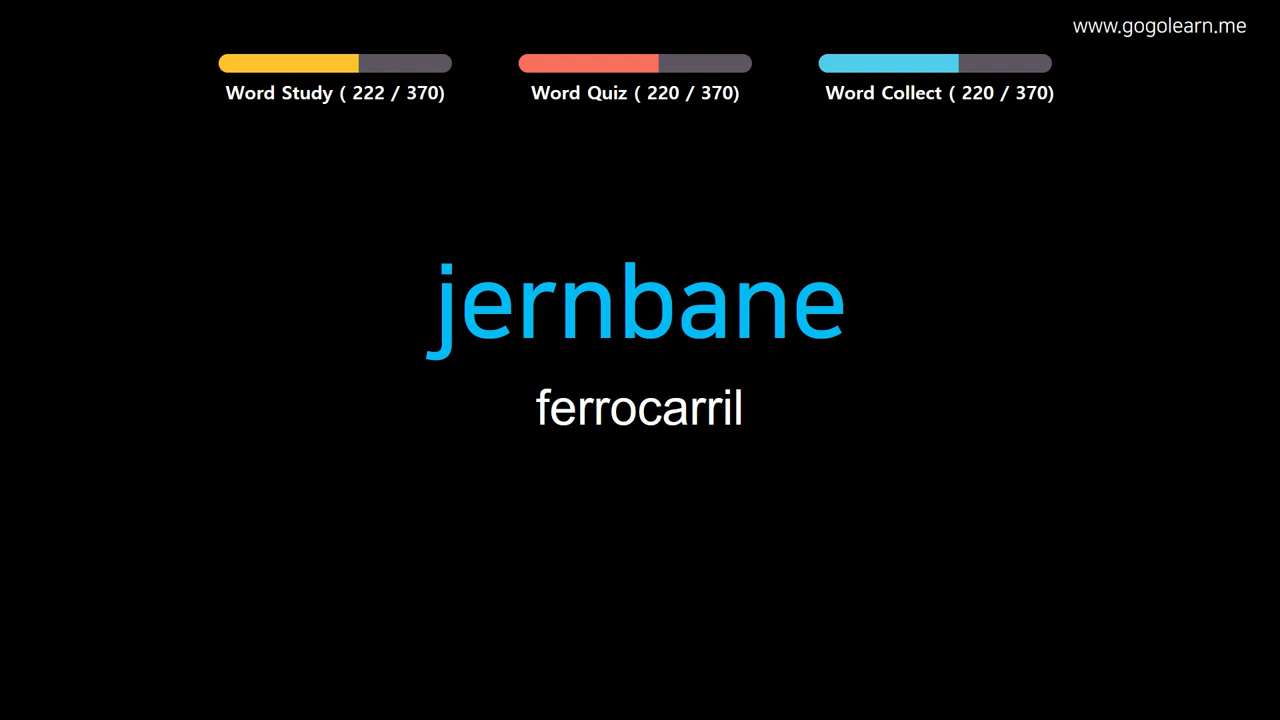 www.gogolearn.me
Word Study ( 222 / 370)
Word Quiz ( 220 / 370)
Word Collect ( 220 / 370)
jernbane
ferrocarril